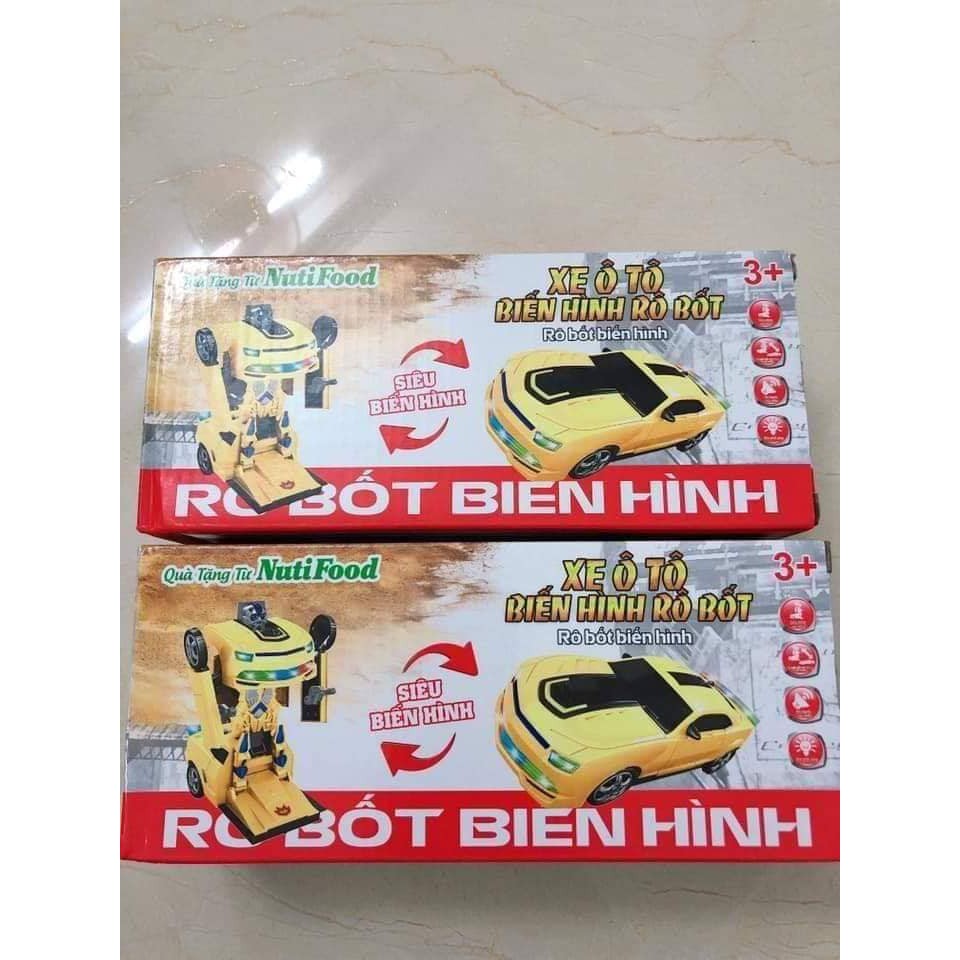 Quà Tặng Từ NutiFood
XE Ô TÔ
BIẾN HÌNH RÔ BỐT
Rô bốt biến hình
3+
SIÊU
BIẾN HÌNH
RÔ BỐT BIEN HÌNH
Quà Tặng Từ NutiFood
XE Ô TÔ
BIẾN HÌNH RÔ BỐT
Rô bốt biến hình
3+
SIÊU
BIẾN HÌNH
RÔ BỐT BIEN HÌNH